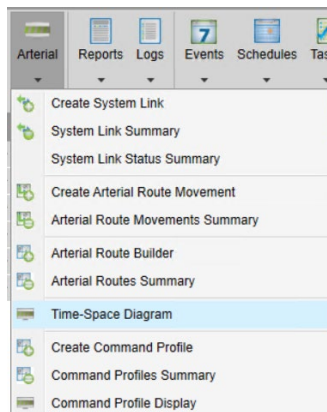 Arterial Reports Logs Events Schedules
7
Create System Link
System Link Summary
System Link Status Summary
Create Arterial Route Movement
Arterial Route Movements Summary
Arterial Route Builder
Arterial Routes Summary
Time-Space Diagram
Create Command Profile
Command Profiles Summary
Command Profile Display